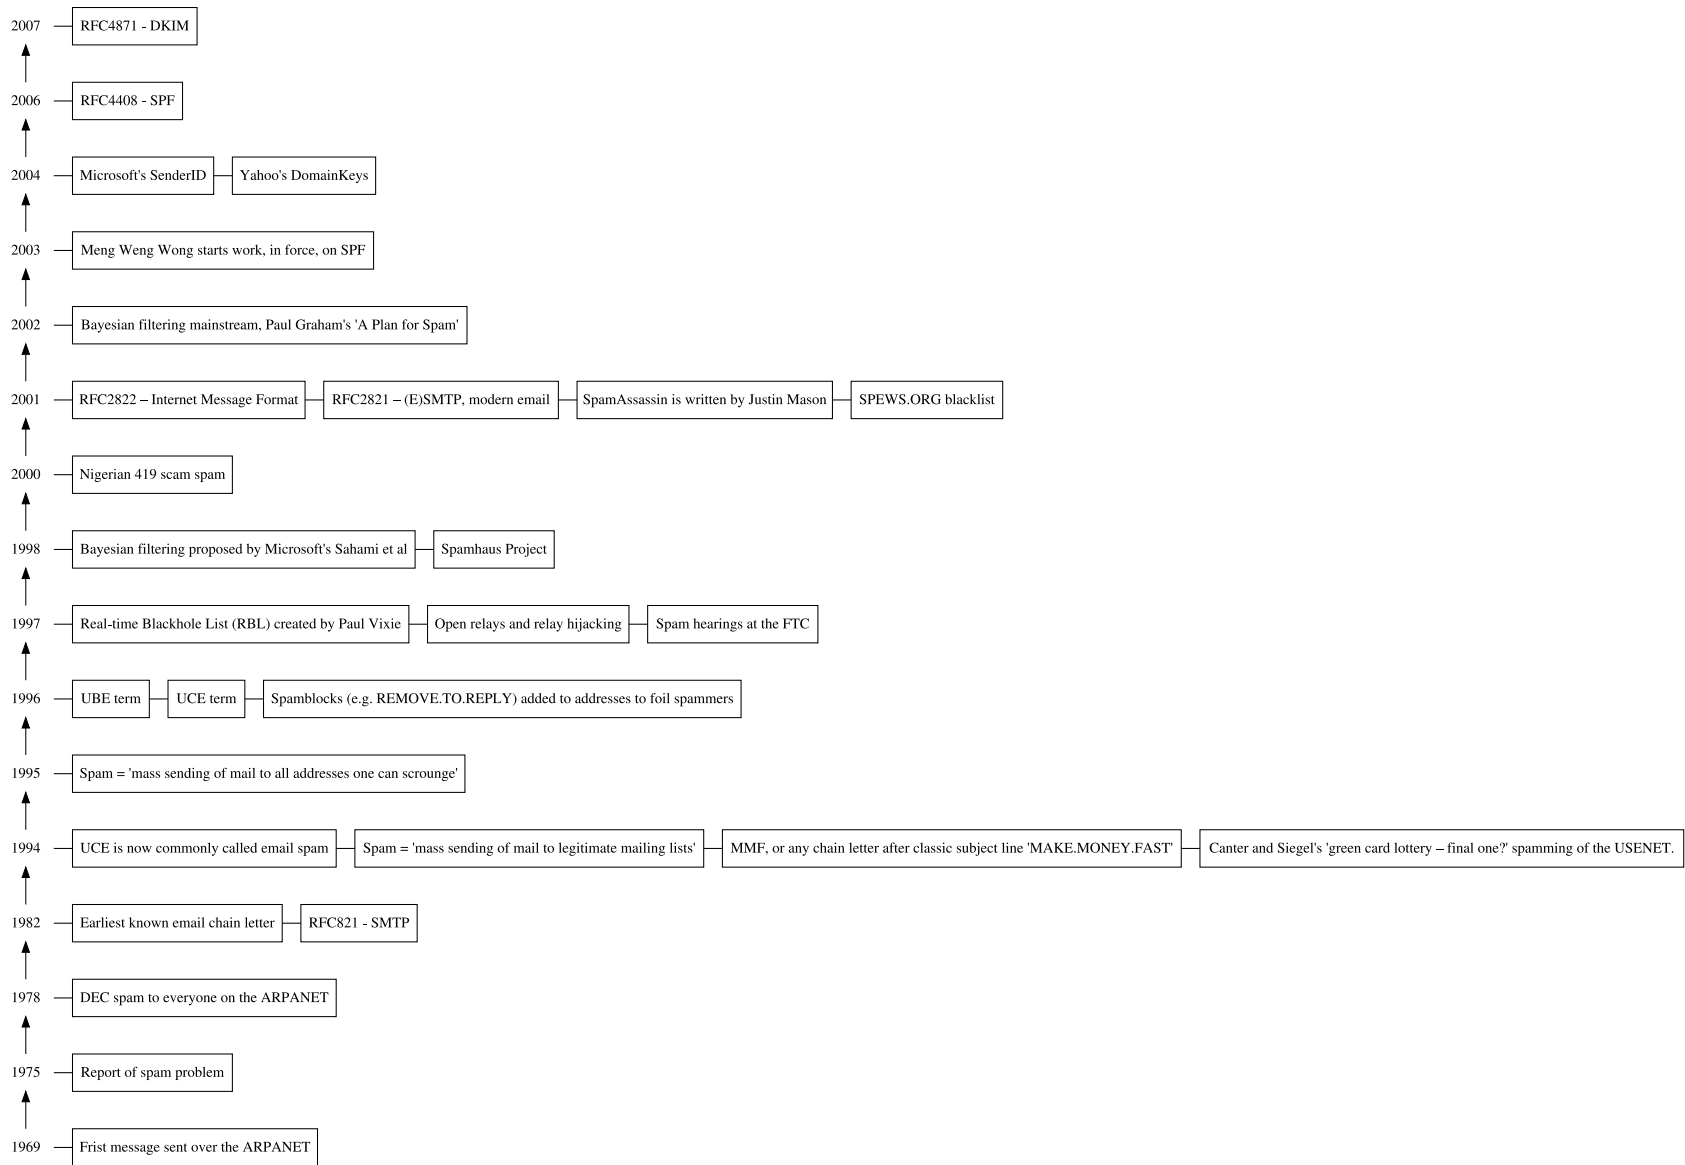 2007 RFC4871 - DKIM
2006 RFC4408 - SPF
2004 Microsoft's SenderID Yahoo's DomainKeys
2003 Meng Weng Wong starts work, in force, on SPF
2002 Bayesian filtering mainstream, Paul Graham's 'A Plan for Spam'
2001 RFC2822 – Internet Message Format RFC2821 – (E)SMTP, modern email SpamAssassin is written by Justin Mason SPEWS.ORG blacklist
2000 Nigerian 419 scam spam
1998 Bayesian filtering proposed by Microsoft's Sahami et al Spamhaus Project
1997 Real-time Blackhole List (RBL) created by Paul Vixie Open relays and relay hijacking Spam hearings at the FTC
1996 UBE term UCE term Spamblocks (e.g. REMOVE.TO.REPLY) added to addresses to foil spammers
1995 Spam = 'mass sending of mail to all addresses one can scrounge'
1994 UCE is now commonly called email spam Spam = 'mass sending of mail to legitimate mailing lists' MMF, or any chain letter after classic subject line 'MAKE.MONEY.FAST' Canter and Siegel's 'green card lottery – final one?' spamming of the USENET.
1982 Earliest known email chain letter RFC821 - SMTP
1978 DEC spam to everyone on the ARPANET
1975 Report of spam problem
1969 Frist message sent over the ARPANET